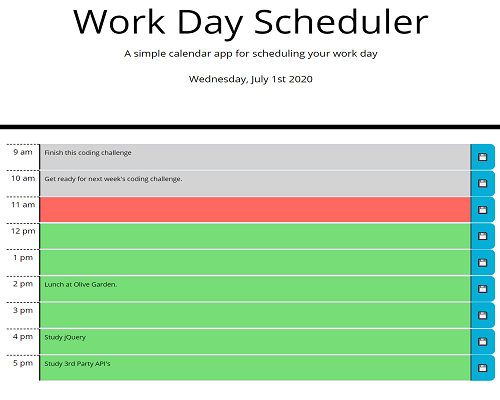 Work Day Scheduler
A simple calendar app for scheduling your work day
Wednesday, July 1st 2020
9 am Finish this coding challenge
10 am Get ready for next week's coding challenge.
11 am
12 pm
1 pm
2 pm Lunch at Olive Garden.
3 pm
4 pm Study jQuery
5 pm Study 3rd Party API's